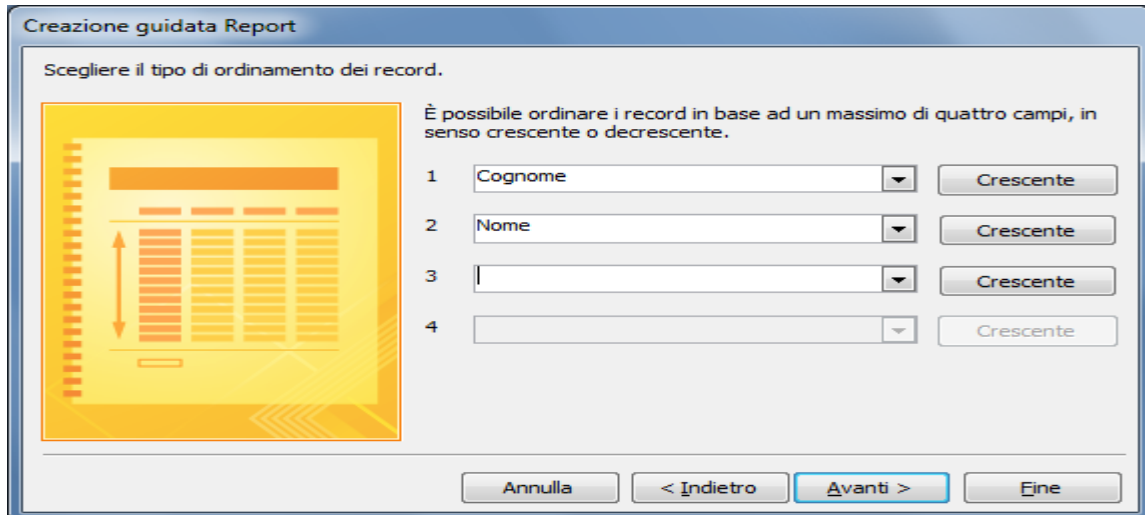 Creazione guidata Report
Scegliere il tipo di ordinamento dei record.
È possibile ordinare i record in base ad un massimo di quattro campi, in
senso crescente o decrescente.
1 Cognome Crescente
2 Nome Crescente
3 Crescente
4 Crescente
Annulla < Indietro Avanti > Fine